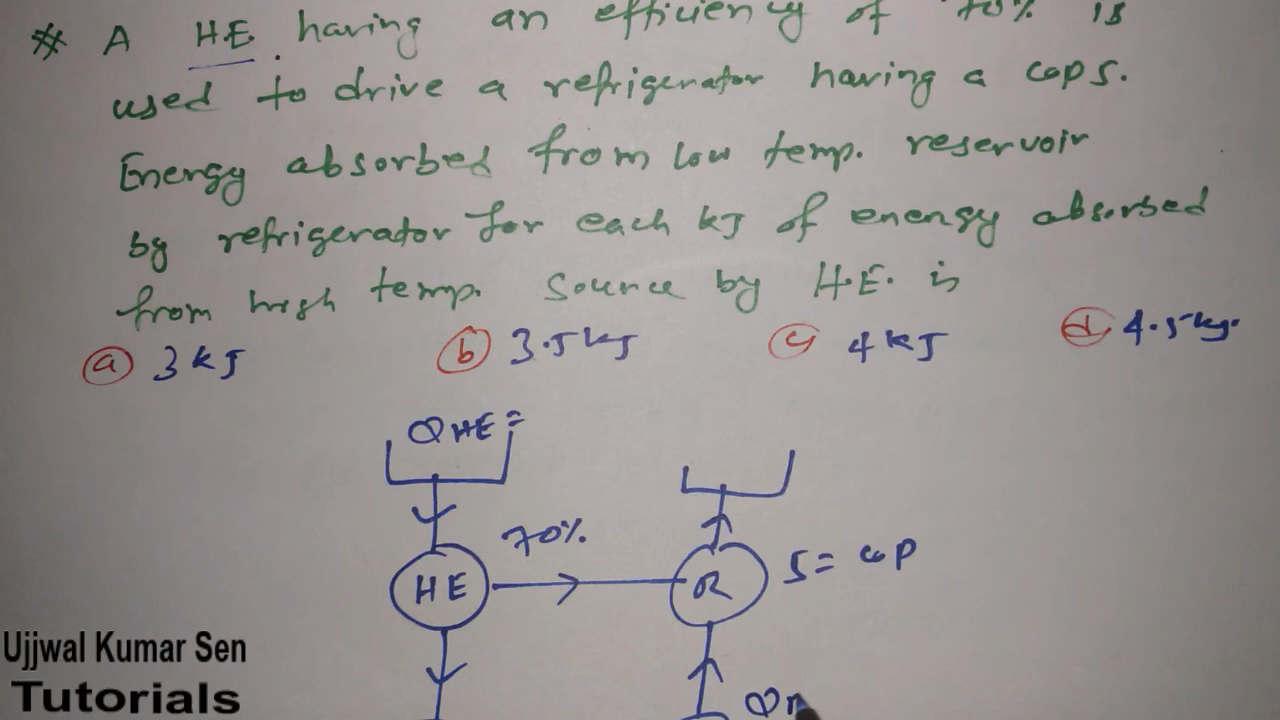 * A H.E. having an efficiency of 70% is
used to drive a refrigerator having a cop 5.
Energy absorbed from low temp. reservoir
by refrigerator for each kJ of energy absorbed
from high temp. source by H.E. is
(a) 3 kJ (b) 3.5 kJ (c) 4 kJ (d) 4.5 kJ.
QHE =
70%
HE R 5 = cop
Ujjwal Kumar Sen
Tutorials